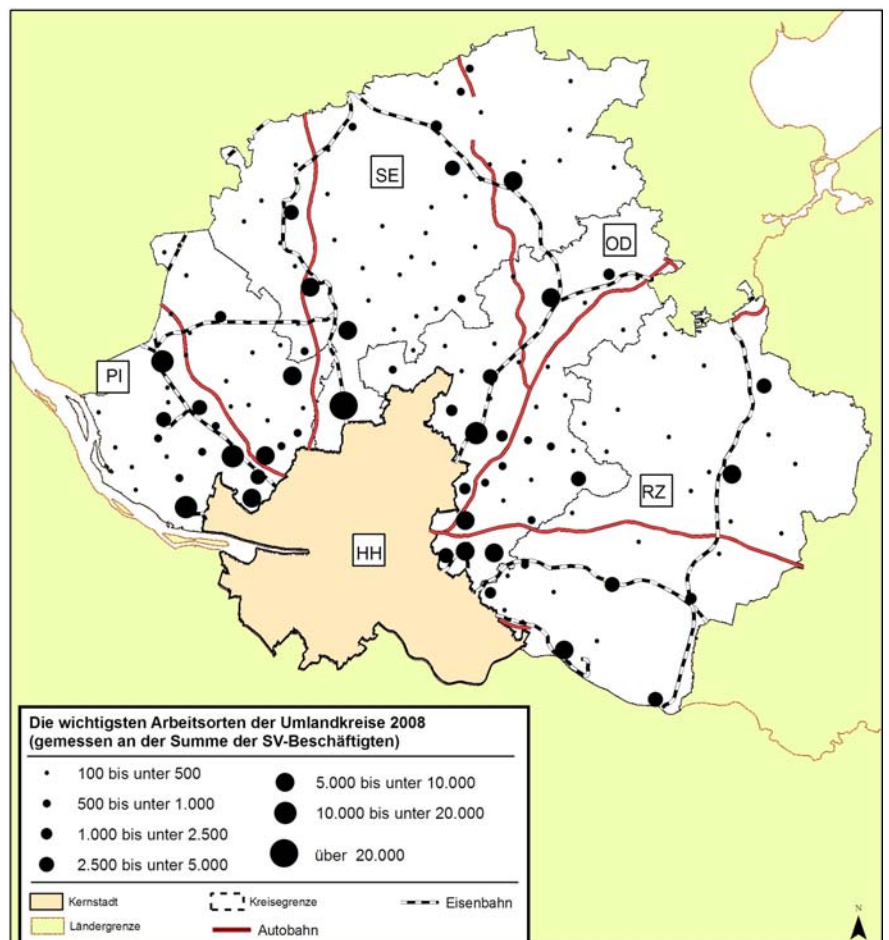 SE
OD
PI
RZ
HH
Die wichtigsten Arbeitsorten der Umlandkreise 2008
(gemessen an der Summe der SV-Beschäftigten)
100 bis unter 500
500 bis unter 1.000
1.000 bis unter 2.500
2.500 bis unter 5.000
5.000 bis unter 10.000
10.000 bis unter 20.000
über 20.000
Kernstadt
Kreisegrenze
Eisenbahn
Ländergrenze
Autobahn
N